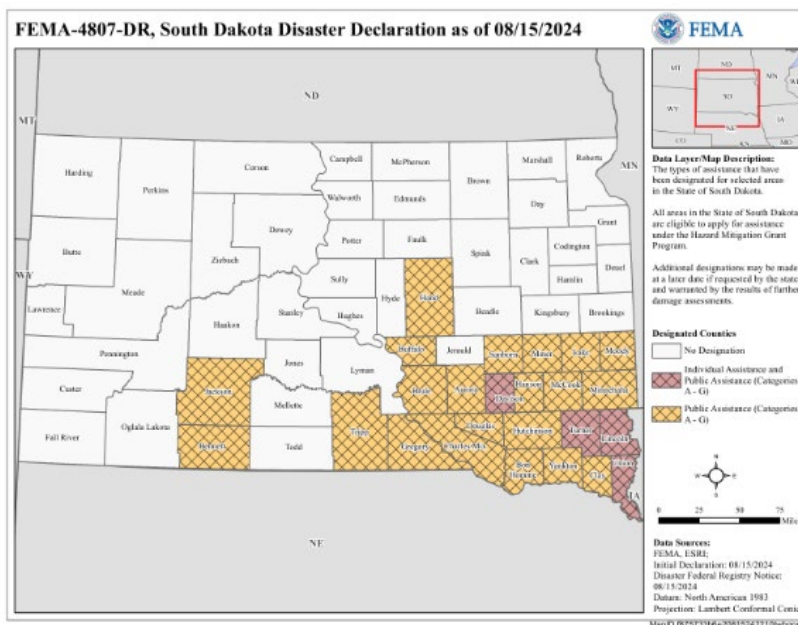 FEMA-4807-DR, South Dakota Disaster Declaration as of 08/15/2024
FEMA
MT
ND
MN
WY
SD
IA
NE
CO
MO
ND
MT
MN
WY
NE
IA
Harding
Perkins
Corson
Campbell
McPherson
Brown
Marshall
Roberts
Walworth
Edmunds
Day
Dewey
Grant
Butte
Ziebach
Potter
Faulk
Spink
Clark
Codington
Meade
Sully
Hyde
Hand
Hamlin
Deuel
Lawrence
Stanley
Hughes
Beadle
Kingsbury
Brookings
Haakon
Pennington
Jones
Lyman
Buffalo
Jerauld
Sanborn
Miner
Lake
Moody
Custer
Jackson
Mellette
Brule
Aurora
Davison
Hanson
McCook
Minnehaha
Fall River
Oglala Lakota
Bennett
Todd
Tripp
Gregory
Charles Mix
Douglas
Hutchinson
Turner
Lincoln
Bon
Homme
Yankton
Clay
Union
Data Layer/Map Description:
The types of assistance that have
been designated for selected areas
in the State of South Dakota.
All areas in the State of South Dakota
are eligible to apply for assistance
under the Hazard Mitigation Grant
Program.
Additional designations may be made
at a later date if requested by the state
and warranted by the results of further
damage assessments.
Designated Counties
No Designation
Individual Assistance and
Public Assistance (Categories
A - G)
Public Assistance (Categories
A - G)
N
W
E
S
0 25 50 75
Miles
Data Sources:
FEMA, ESRI;
Initial Declaration: 08/15/2024
Disaster Federal Registry Notice:
08/15/2024
Datum: North American 1983
Projection: Lambert Conformal Conic